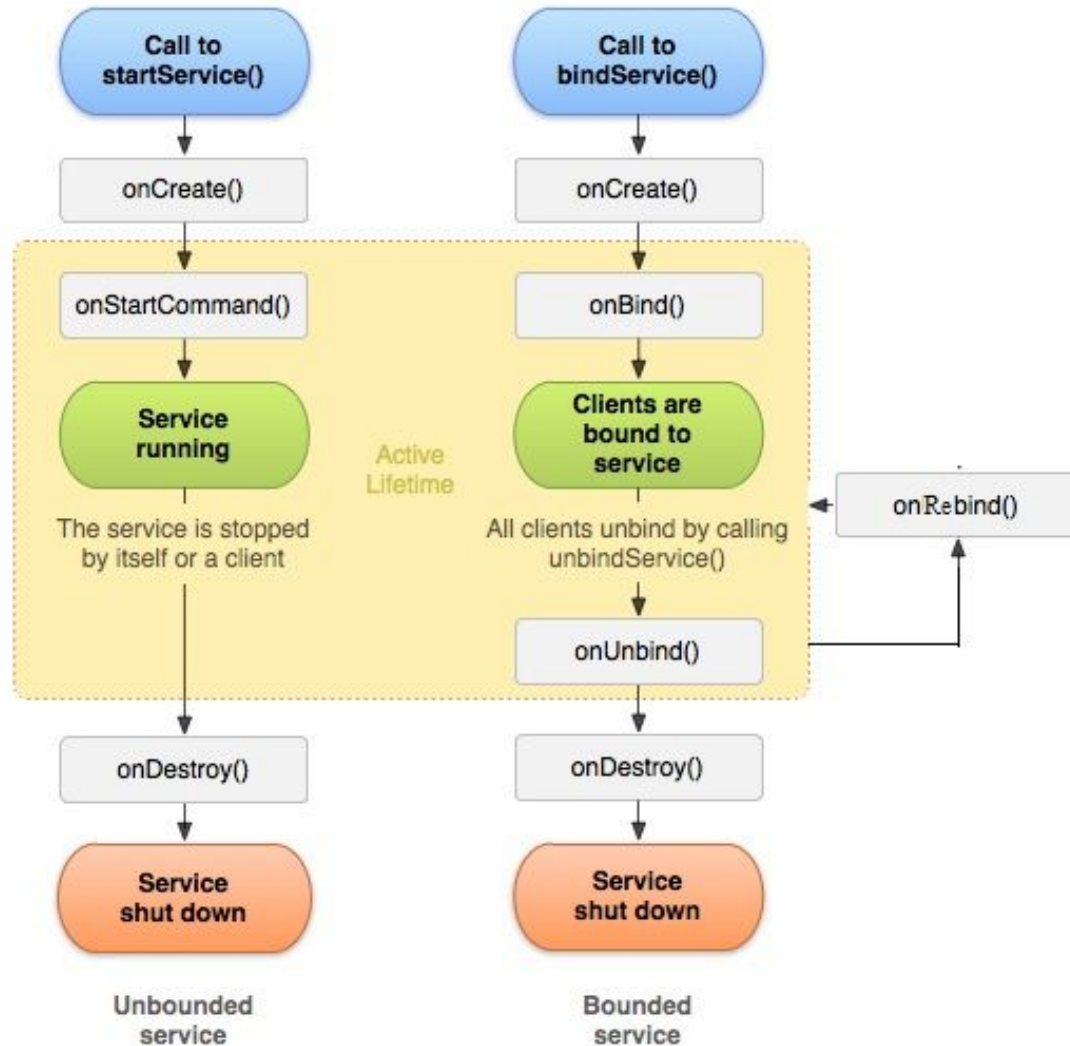 Call to
startService()
onCreate()
onStartCommand()
Service
running
The service is stopped
by itself or a client
onDestroy()
Service
shut down
Unbounded
service
Active
Lifetime
Call to
bindService()
onCreate()
onBind()
Clients are
bound to
service
All clients unbind by calling
unbindService()
onUnbind()
onRebind()
onDestroy()
Service
shut down
Bounded
service